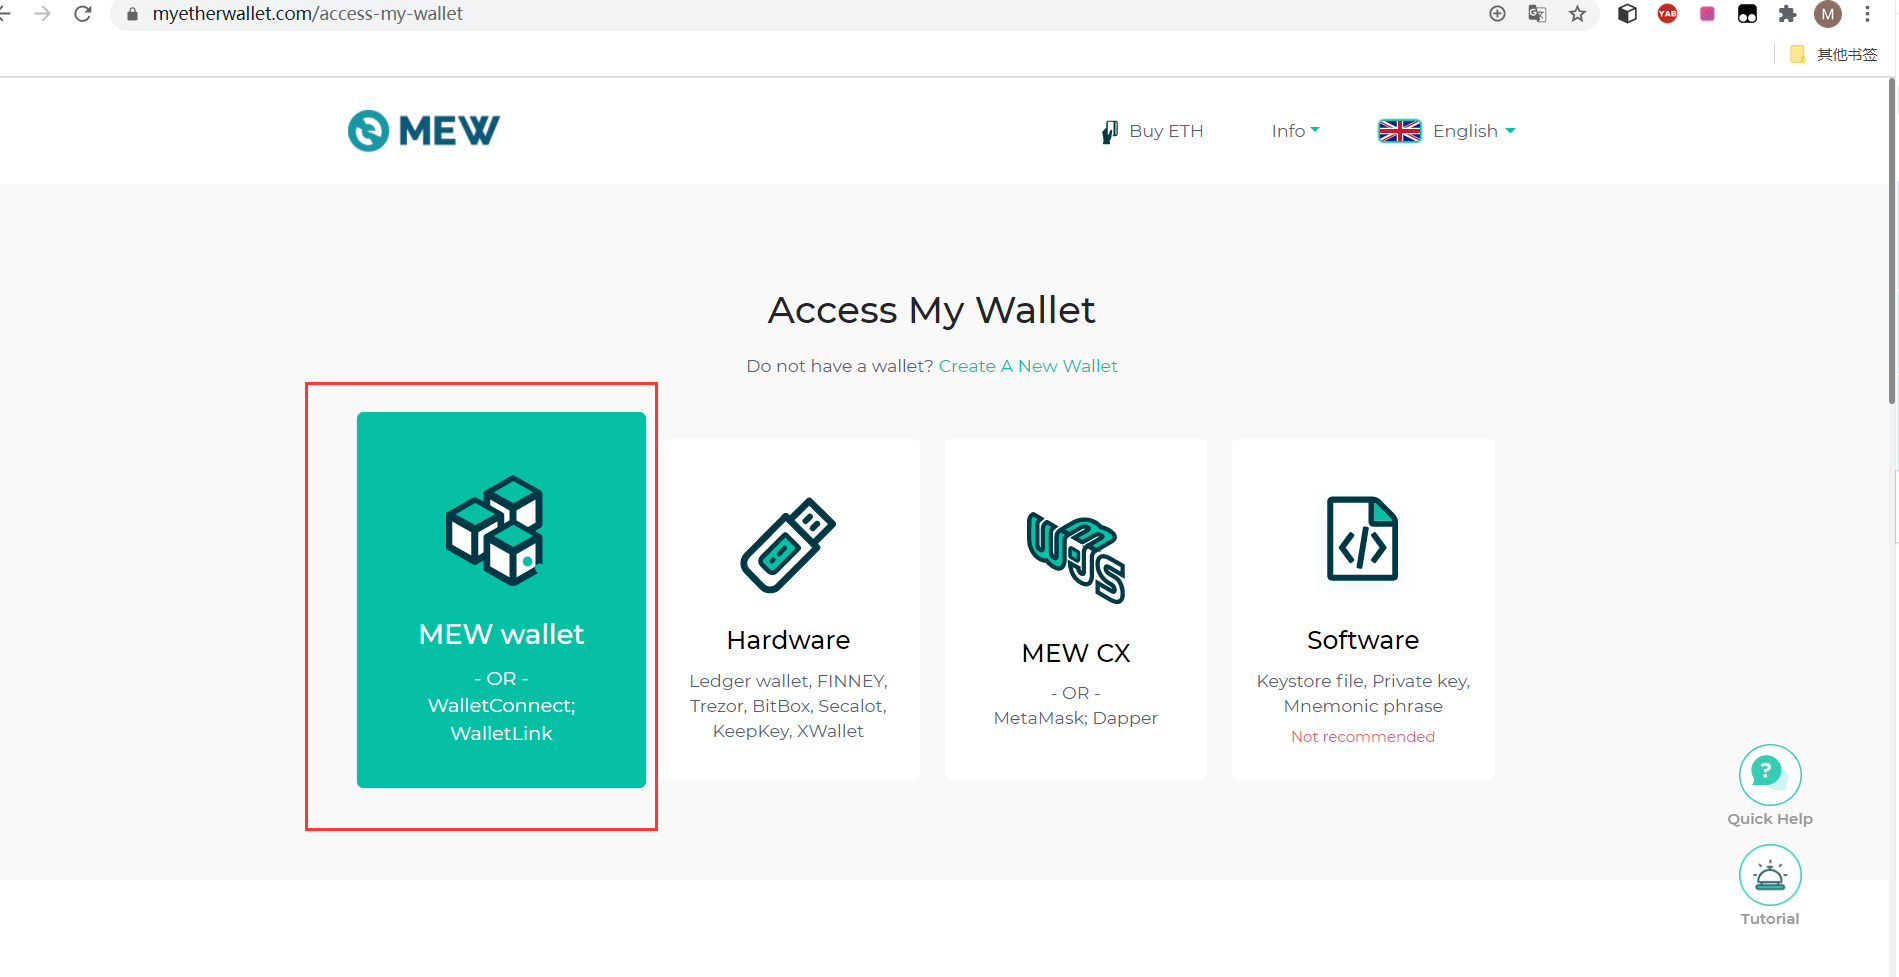 myetherwallet.com/access-my-wallet
YAB
M
其他书签
MEW
Buy ETH
Info
English
Access My Wallet
Do not have a wallet? Create A New Wallet
MEW wallet
- OR -
WalletConnect;
WalletLink
Hardware
Ledger wallet, FINNEY,
Trezor, BitBox, Secalot,
KeepKey, XWallet
MEW CX
- OR -
MetaMask; Dapper
Software
Keystore file, Private key,
Mnemonic phrase
Not recommended
?
Quick Help
Tutorial